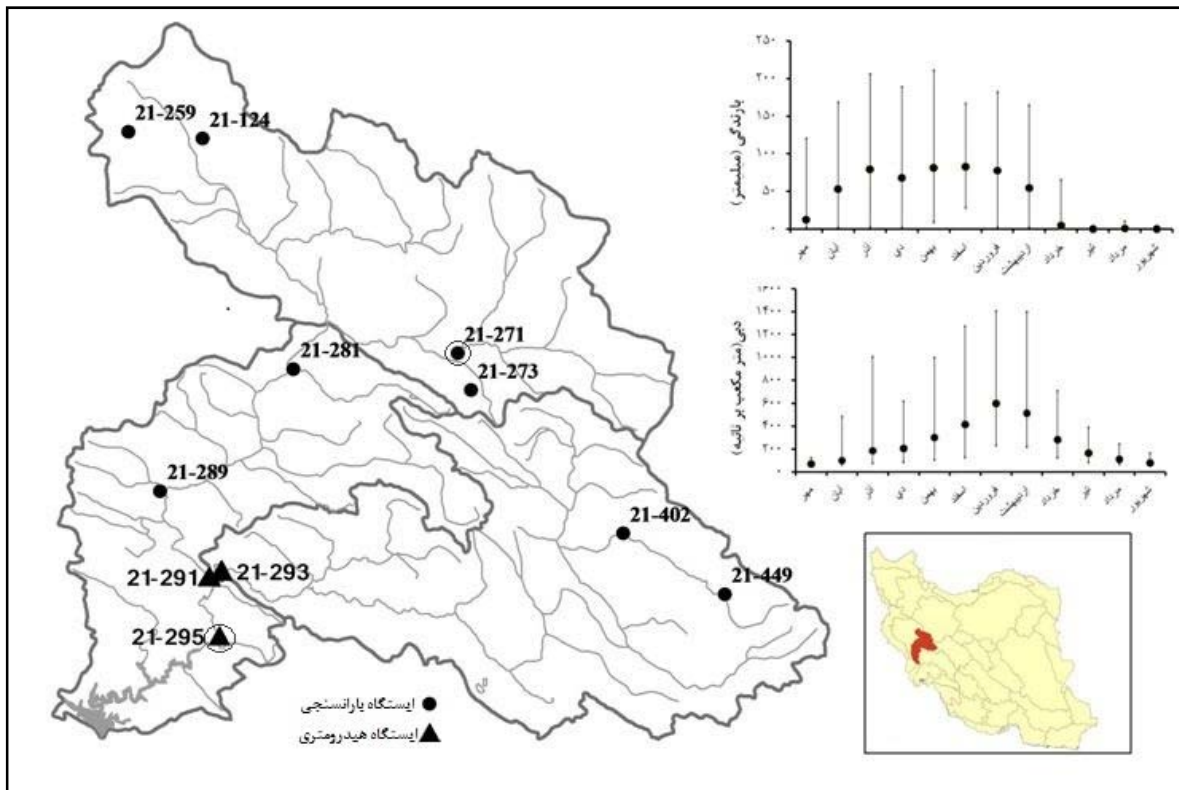 21-259
21-124
21-271
21-273
21-281
21-289
21-291
21-293
21-295
21-402
21-449
ایستگاه بارانسنجی
ایستگاه هیدرومتری
بارندگی (میلیمتر)
۲۵۰
۲۰۰
۱۵۰
۱۰۰
۵۰
۰
مهر
آبان
آذر
دی
بهمن
اسفند
فروردین
اردیبهشت
خرداد
تیر
مرداد
شهریور
دبی (متر مکعب بر ثانیه)
۱۶۰۰
۱۴۰۰
۱۲۰۰
۱۰۰۰
۸۰۰
۶۰۰
۴۰۰
۲۰۰
۰
مهر
آبان
آذر
دی
بهمن
اسفند
فروردین
اردیبهشت
خرداد
تیر
مرداد
شهریور